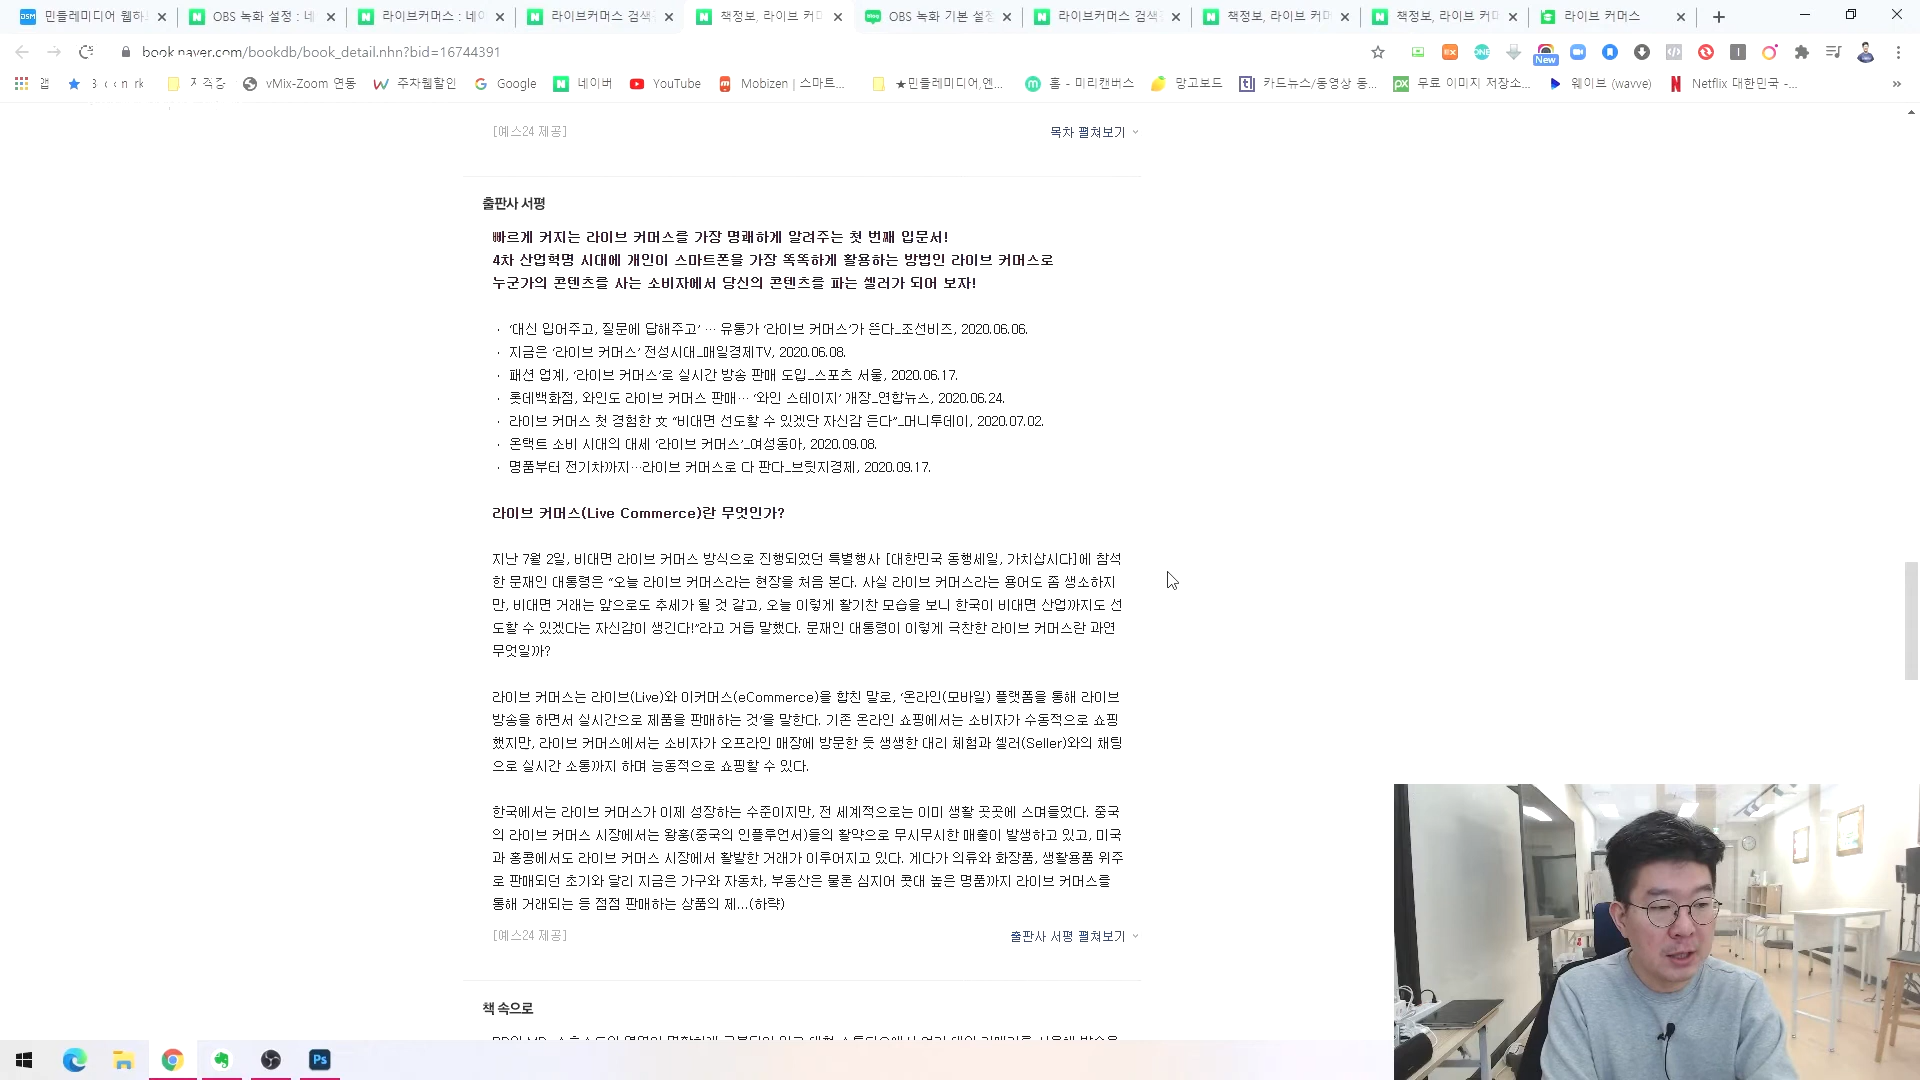 민들레미디어 웹하
OBS 녹화 설정 : 네
라이브커머스 : 네이
라이브커머스 검색
책정보, 라이브 커머
OBS 녹화 기본 설정
라이브커머스 검색
책정보, 라이브 커머
책정보, 라이브 커머
라이브 커머스
book.naver.com/bookdb/book_detail.nhn?bid=16744391
New
앱
vMix-Zoom 연동
주차웹할인
Google
네이버
YouTube
Mobizen | 스마트...
★민들레미디어,엔...
홈 - 미리캔버스
망고보드
카드뉴스/동영상 동...
무료 이미지 저장소...
웨이브 (wavve)
Netflix 대한민국 -...
[예스24 제공]
목차 펼쳐보기
출판사 서평
빠르게 커지는 라이브 커머스를 가장 명쾌하게 알려주는 첫 번째 입문서!
4차 산업혁명 시대에 개인이 스마트폰을 가장 똑똑하게 활용하는 방법인 라이브 커머스로
누군가의 콘텐츠를 사는 소비자에서 당신의 콘텐츠를 파는 셀러가 되어 보자!
· ‘대신 입어주고, 질문에 답해주고’ … 유통가 ‘라이브 커머스’가 뜬다_조선비즈, 2020.06.06.
· 지금은 ‘라이브 커머스’ 전성시대_매일경제TV, 2020.06.08.
· 패션 업계, ‘라이브 커머스’로 실시간 방송 판매 도입_스포츠 서울, 2020.06.17.
· 롯데백화점, 와인도 라이브 커머스 판매… ‘와인 스테이지’ 개장_연합뉴스, 2020.06.24.
· 라이브 커머스 첫 경험한 文 “비대면 선도할 수 있겠단 자신감 든다”_머니투데이, 2020.07.02.
· 온택트 소비 시대의 대세 ‘라이브 커머스’_여성동아, 2020.09.08.
· 명품부터 전기차까지…라이브 커머스로 다 판다_브릿지경제, 2020.09.17.
라이브 커머스(Live Commerce)란 무엇인가?
지난 7월 2일, 비대면 라이브 커머스 방식으로 진행되었던 특별행사 [대한민국 동행세일, 가치삽시다]에 참석
한 문재인 대통령은 “오늘 라이브 커머스라는 현장을 처음 본다. 사실 라이브 커머스라는 용어도 좀 생소하지
만, 비대면 거래는 앞으로도 추세가 될 것 같고, 오늘 이렇게 활기찬 모습을 보니 한국이 비대면 산업까지도 선
도할 수 있겠다는 자신감이 생긴다!”라고 거듭 말했다. 문재인 대통령이 이렇게 극찬한 라이브 커머스란 과연
무엇일까?
라이브 커머스는 라이브(Live)와 이커머스(eCommerce)을 합친 말로, ‘온라인(모바일) 플랫폼을 통해 라이브
방송을 하면서 실시간으로 제품을 판매하는 것’을 말한다. 기존 온라인 쇼핑에서는 소비자가 수동적으로 쇼핑
했지만, 라이브 커머스에서는 소비자가 오프라인 매장에 방문한 듯 생생한 대리 체험과 셀러(Seller)와의 채팅
으로 실시간 소통까지 하며 능동적으로 쇼핑할 수 있다.
한국에서는 라이브 커머스가 이제 성장하는 수준이지만, 전 세계적으로는 이미 생활 곳곳에 스며들었다. 중국
의 라이브 커머스 시장에서는 왕홍(중국의 인플루언서)들의 활약으로 무시무시한 매출이 발생하고 있고, 미국
과 홍콩에서도 라이브 커머스 시장에서 활발한 거래가 이루어지고 있다. 게다가 의류와 화장품, 생활용품 위주
로 판매되던 초기와 달리 지금은 가구와 자동차, 부동산은 물론 심지어 콧대 높은 명품까지 라이브 커머스를
통해 거래되는 등 점점 판매하는 상품의 제...(하략)
[예스24 제공]
출판사 서평 펼쳐보기
책 속으로